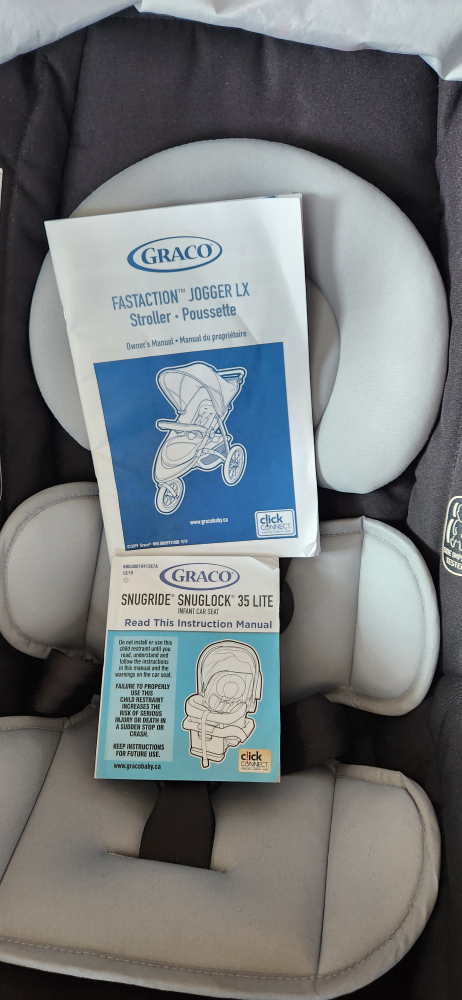 GRACO
FASTACTION™ JOGGER LX
Stroller • Poussette
Owner's Manual • Manual du propriétaire
www.gracobaby.ca
click
CONNECT
©2019 Graco®
GRACO
SNUGRIDE® SNUGLOCK® 35 LITE
INFANT CAR SEAT
Read This Instruction Manual
Do not install or use this
child restraint until you
read, understand and
follow the instructions
in this manual and the
warnings on the car seat.
FAILURE TO PROPERLY
USE THIS
CHILD RESTRAINT
INCREASES THE
RISK OF SERIOUS
INJURY OR DEATH IN
A SUDDEN STOP OR
CRASH.
KEEP INSTRUCTIONS
FOR FUTURE USE.
www.gracobaby.ca
click
CONNECT
TESTED